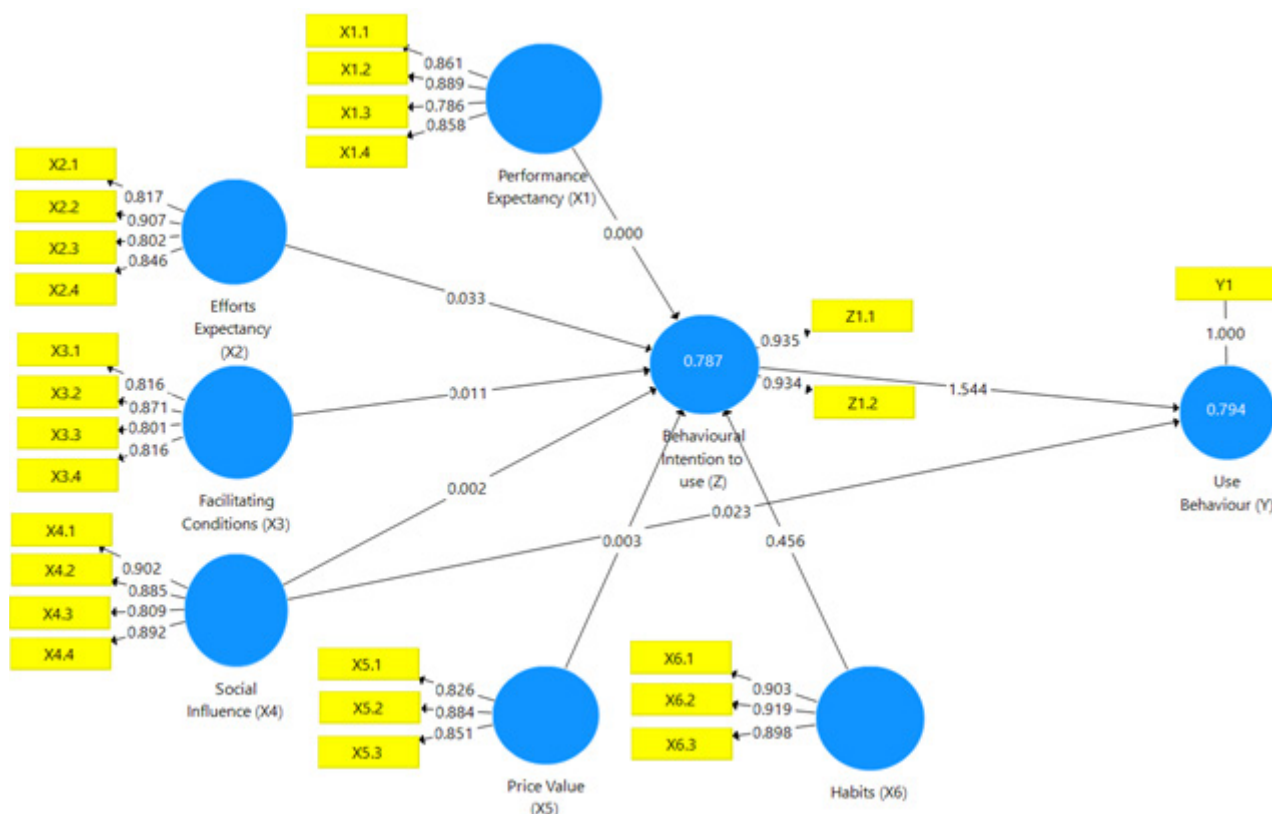 X1.1
X1.2
X1.3
X1.4
0.861
0.889
0.786
0.858
Performance
Expectancy (X1)
X2.1
X2.2
X2.3
X2.4
0.817
0.907
0.802
0.846
Efforts
Expectancy
(X2)
0.000
0.033
X3.1
X3.2
X3.3
X3.4
0.816
0.871
0.801
0.816
Facilitating
Conditions (X3)
0.011
0.787
Behavioural
Intention to
use (Z)
0.935
0.934
Z1.1
Z1.2
1.544
Y1
1.000
0.794
Use
Behaviour (Y)
X4.1
X4.2
X4.3
X4.4
0.902
0.885
0.809
0.892
Social
Influence (X4)
0.002
0.023
0.003
0.456
X5.1
X5.2
X5.3
0.826
0.884
0.851
Price Value
(X5)
X6.1
X6.2
X6.3
0.903
0.919
0.898
Habits (X6)